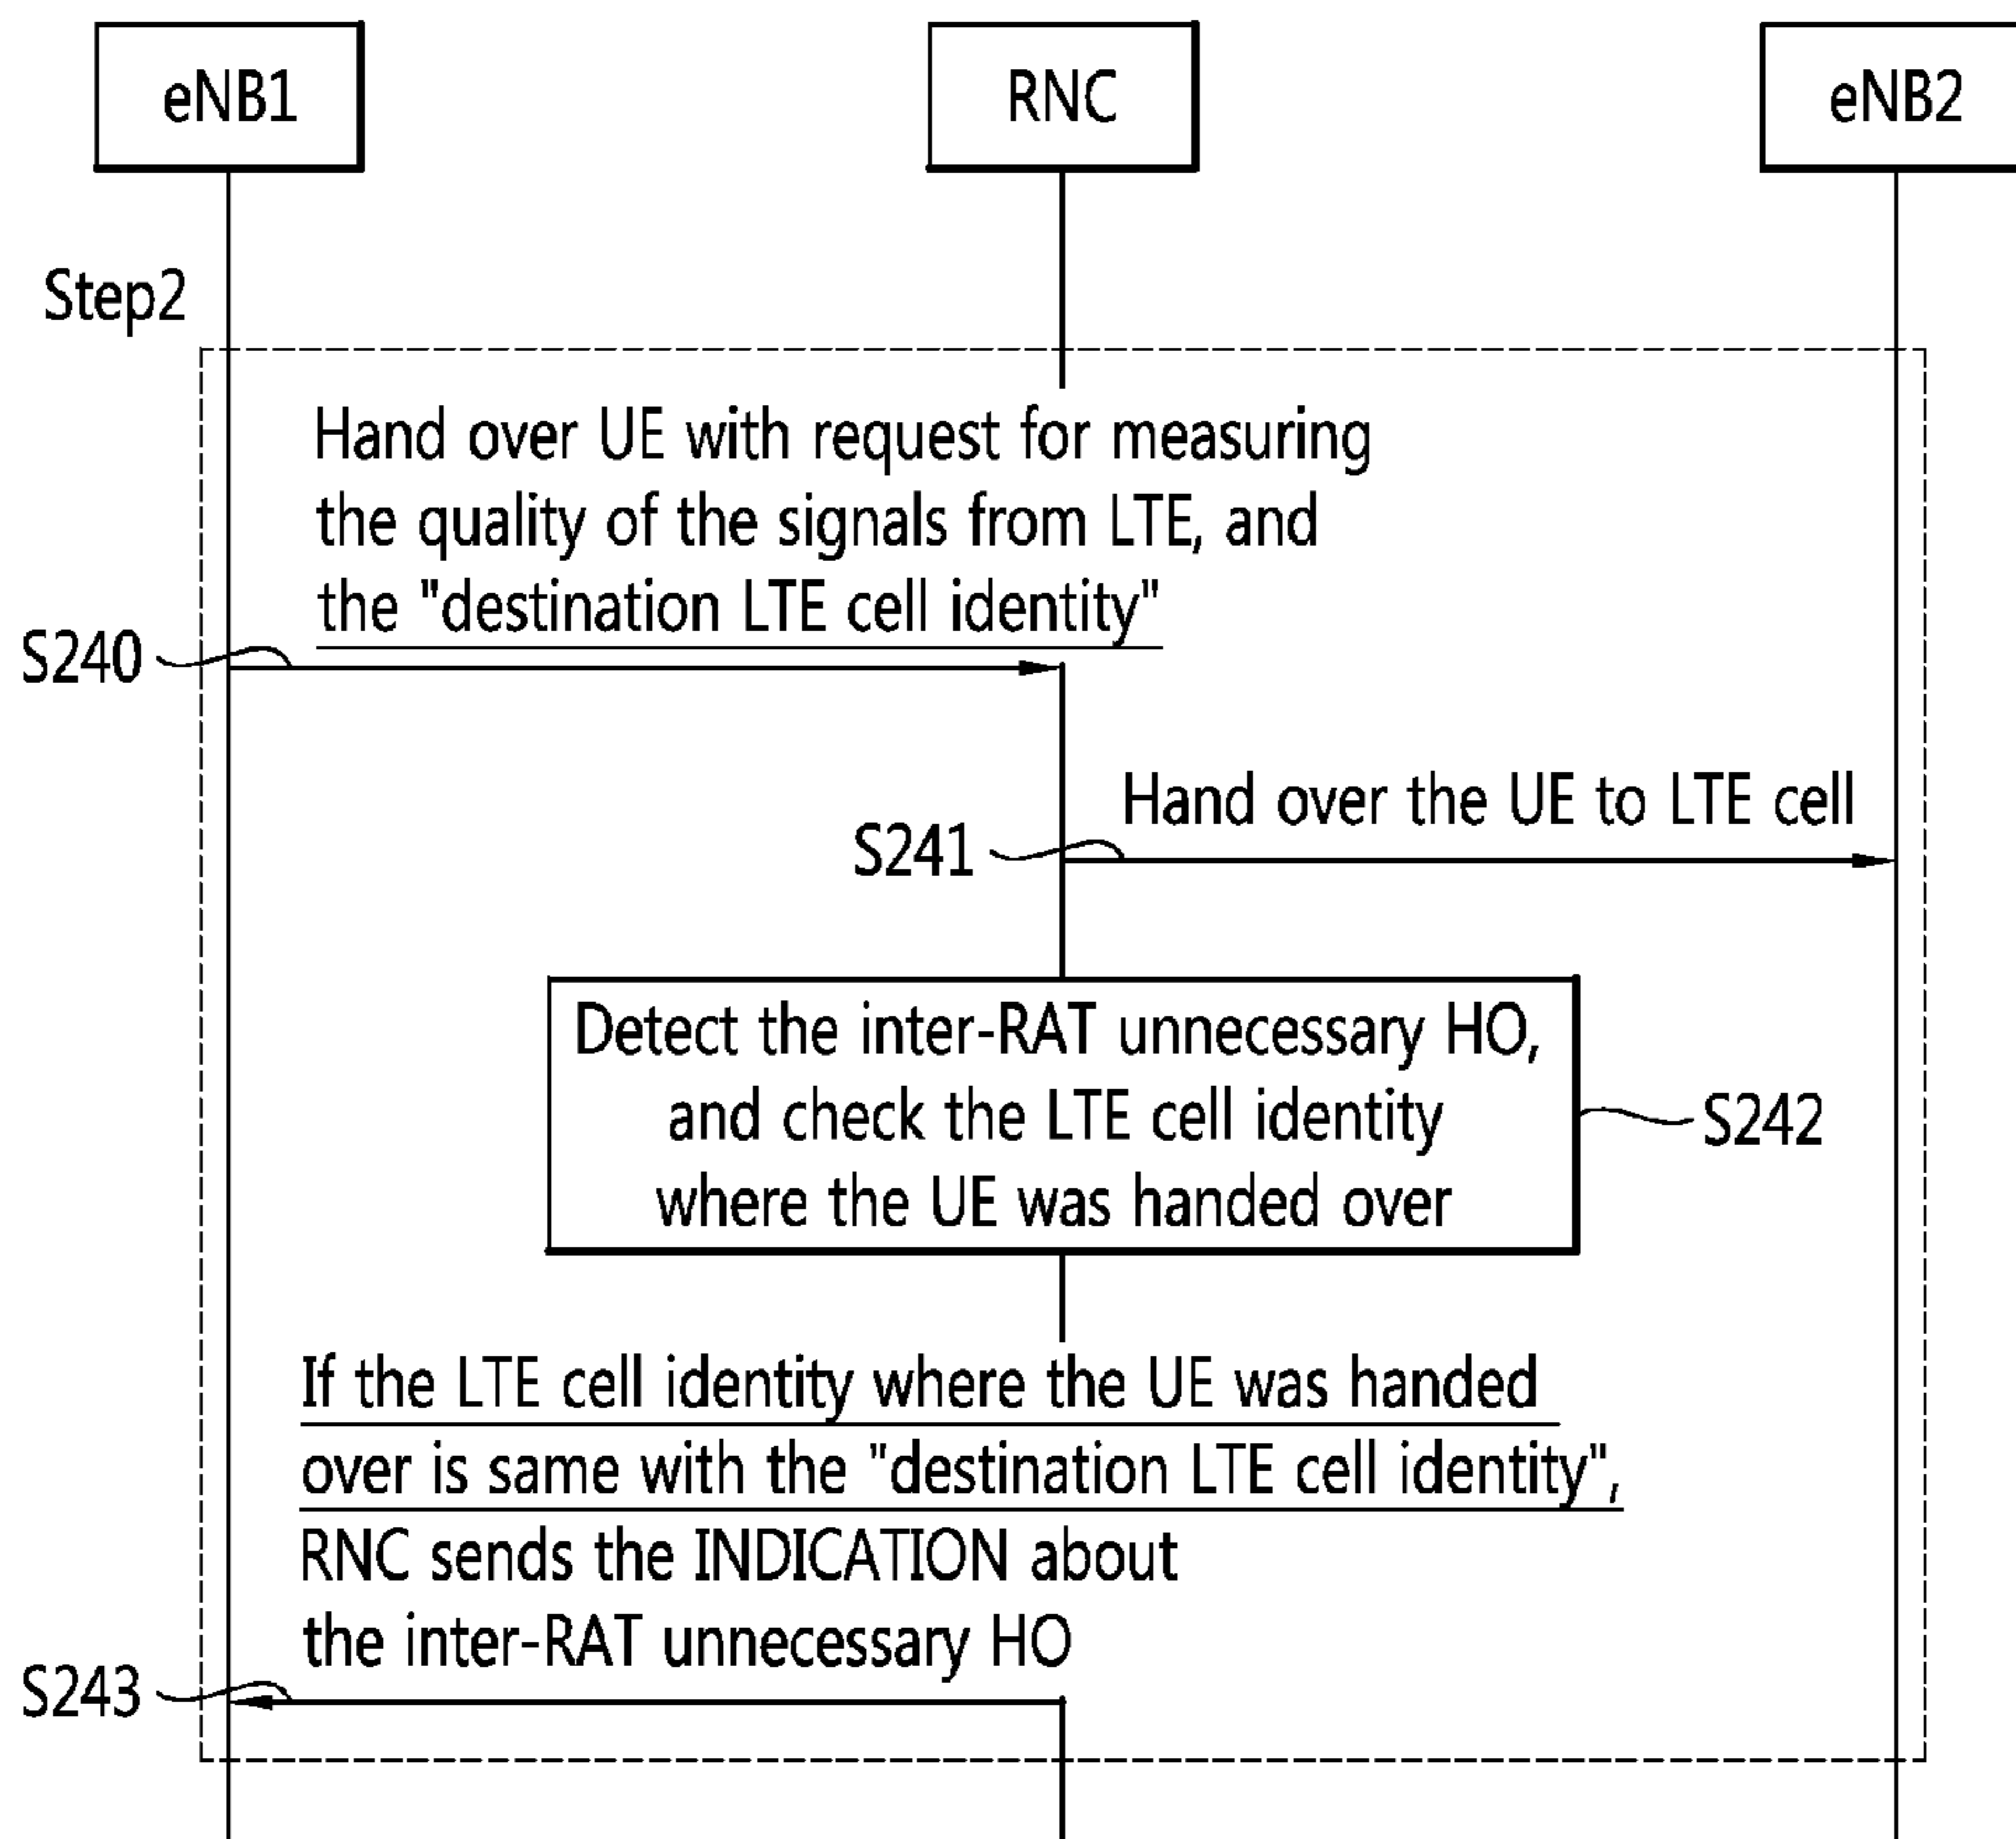 eNB1
RNC
eNB2
Step2
Hand over UE with request for measuring
the quality of the signals from LTE, and
the "destination LTE cell identity"
S240
Hand over the UE to LTE cell
S241
Detect the inter-RAT unnecessary HO,
and check the LTE cell identity
where the UE was handed over
S242
If the LTE cell identity where the UE was handed
over is same with the "destination LTE cell identity",
RNC sends the INDICATION about
the inter-RAT unnecessary HO
S243